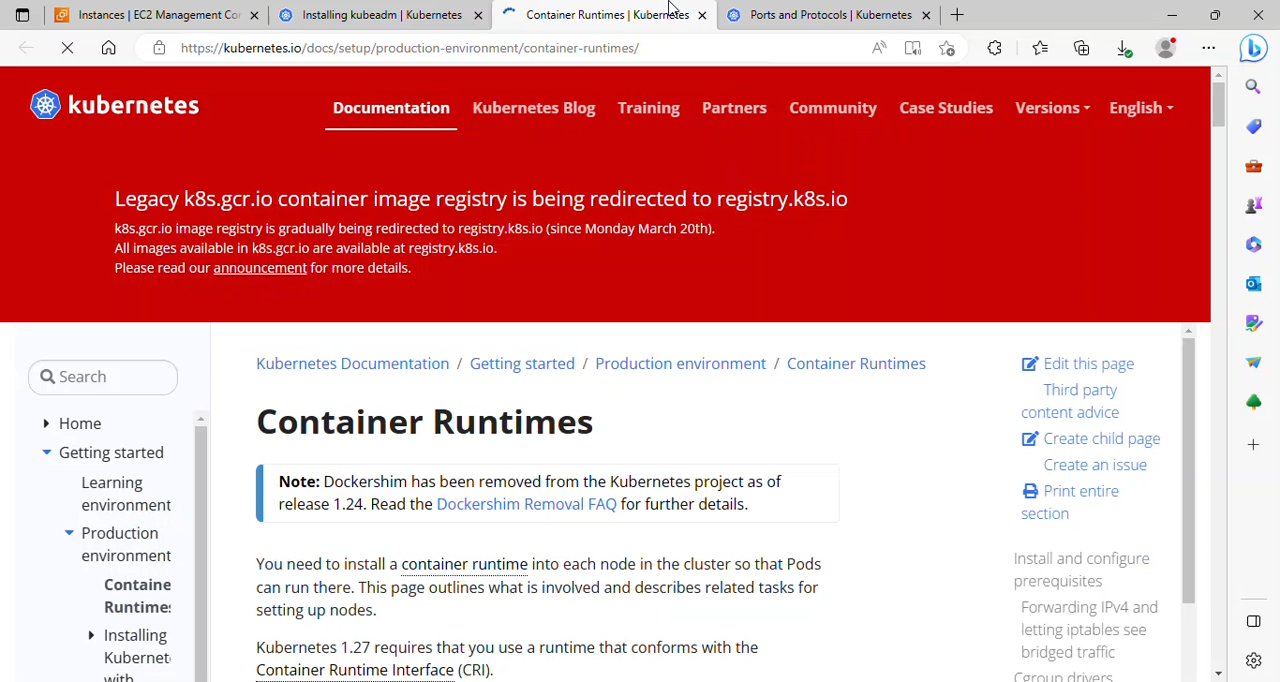 Instances | EC2 Management Co
Installing kubeadm | Kubernetes
Container Runtimes | Kubernetes
Ports and Protocols | Kubernetes
https://kubernetes.io/docs/setup/production-environment/container-runtimes/
kubernetes
Documentation
Kubernetes Blog
Training
Partners
Community
Case Studies
Versions
English
Legacy k8s.gcr.io container image registry is being redirected to registry.k8s.io
k8s.gcr.io image registry is gradually being redirected to registry.k8s.io (since Monday March 20th).
All images available in k8s.gcr.io are available at registry.k8s.io.
Please read our announcement for more details.
Search
Home
Getting started
Learning
environment
Production
environment
Containe
Runtimes
Installing
Kubernet
with
Kubernetes Documentation / Getting started / Production environment / Container Runtimes
Container Runtimes
Note: Dockershim has been removed from the Kubernetes project as of
release 1.24. Read the Dockershim Removal FAQ for further details.
You need to install a container runtime into each node in the cluster so that Pods
can run there. This page outlines what is involved and describes related tasks for
setting up nodes.
Kubernetes 1.27 requires that you use a runtime that conforms with the
Container Runtime Interface (CRI).
Edit this page
Third party
content advice
Create child page
Create an issue
Print entire
section
Install and configure
prerequisites
Forwarding IPv4 and
letting iptables see
bridged traffic
Cgroup drivers